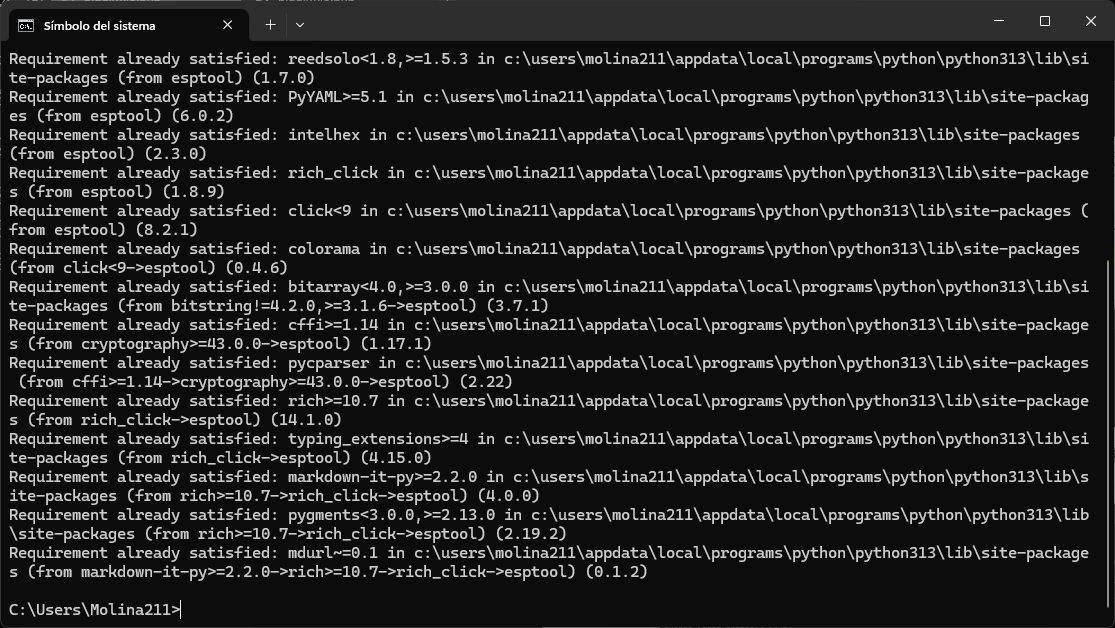 Símbolo del sistema
Requirement already satisfied: reedsolo<1.8,>=1.5.3 in c:\users\molina211\appdata\local\programs\python\python313\lib\si
te-packages (from esptool) (1.7.0)
Requirement already satisfied: PyYAML>=5.1 in c:\users\molina211\appdata\local\programs\python\python313\lib\site-packag
es (from esptool) (6.0.2)
Requirement already satisfied: intelhex in c:\users\molina211\appdata\local\programs\python\python313\lib\site-packages
(from esptool) (2.3.0)
Requirement already satisfied: rich_click in c:\users\molina211\appdata\local\programs\python\python313\lib\site-package
s (from esptool) (1.8.9)
Requirement already satisfied: click<9 in c:\users\molina211\appdata\local\programs\python\python313\lib\site-packages (
from esptool) (8.2.1)
Requirement already satisfied: colorama in c:\users\molina211\appdata\local\programs\python\python313\lib\site-packages
(from click<9->esptool) (0.4.6)
Requirement already satisfied: bitarray<4.0,>=3.0.0 in c:\users\molina211\appdata\local\programs\python\python313\lib\si
te-packages (from bitstring!=4.2.0,>=3.1.6->esptool) (3.7.1)
Requirement already satisfied: cffi>=1.14 in c:\users\molina211\appdata\local\programs\python\python313\lib\site-package
s (from cryptography>=43.0.0->esptool) (1.17.1)
Requirement already satisfied: pycparser in c:\users\molina211\appdata\local\programs\python\python313\lib\site-packages
 (from cffi>=1.14->cryptography>=43.0.0->esptool) (2.22)
Requirement already satisfied: rich>=10.7 in c:\users\molina211\appdata\local\programs\python\python313\lib\site-package
s (from rich_click->esptool) (14.1.0)
Requirement already satisfied: typing_extensions>=4 in c:\users\molina211\appdata\local\programs\python\python313\lib\si
te-packages (from rich_click->esptool) (4.15.0)
Requirement already satisfied: markdown-it-py>=2.2.0 in c:\users\molina211\appdata\local\programs\python\python313\lib\s
ite-packages (from rich>=10.7->rich_click->esptool) (4.0.0)
Requirement already satisfied: pygments<3.0.0,>=2.13.0 in c:\users\molina211\appdata\local\programs\python\python313\lib
\site-packages (from rich>=10.7->rich_click->esptool) (2.19.2)
Requirement already satisfied: mdurl~=0.1 in c:\users\molina211\appdata\local\programs\python\python313\lib\site-package
s (from markdown-it-py>=2.2.0->rich>=10.7->rich_click->esptool) (0.1.2)
C:\Users\Molina211>